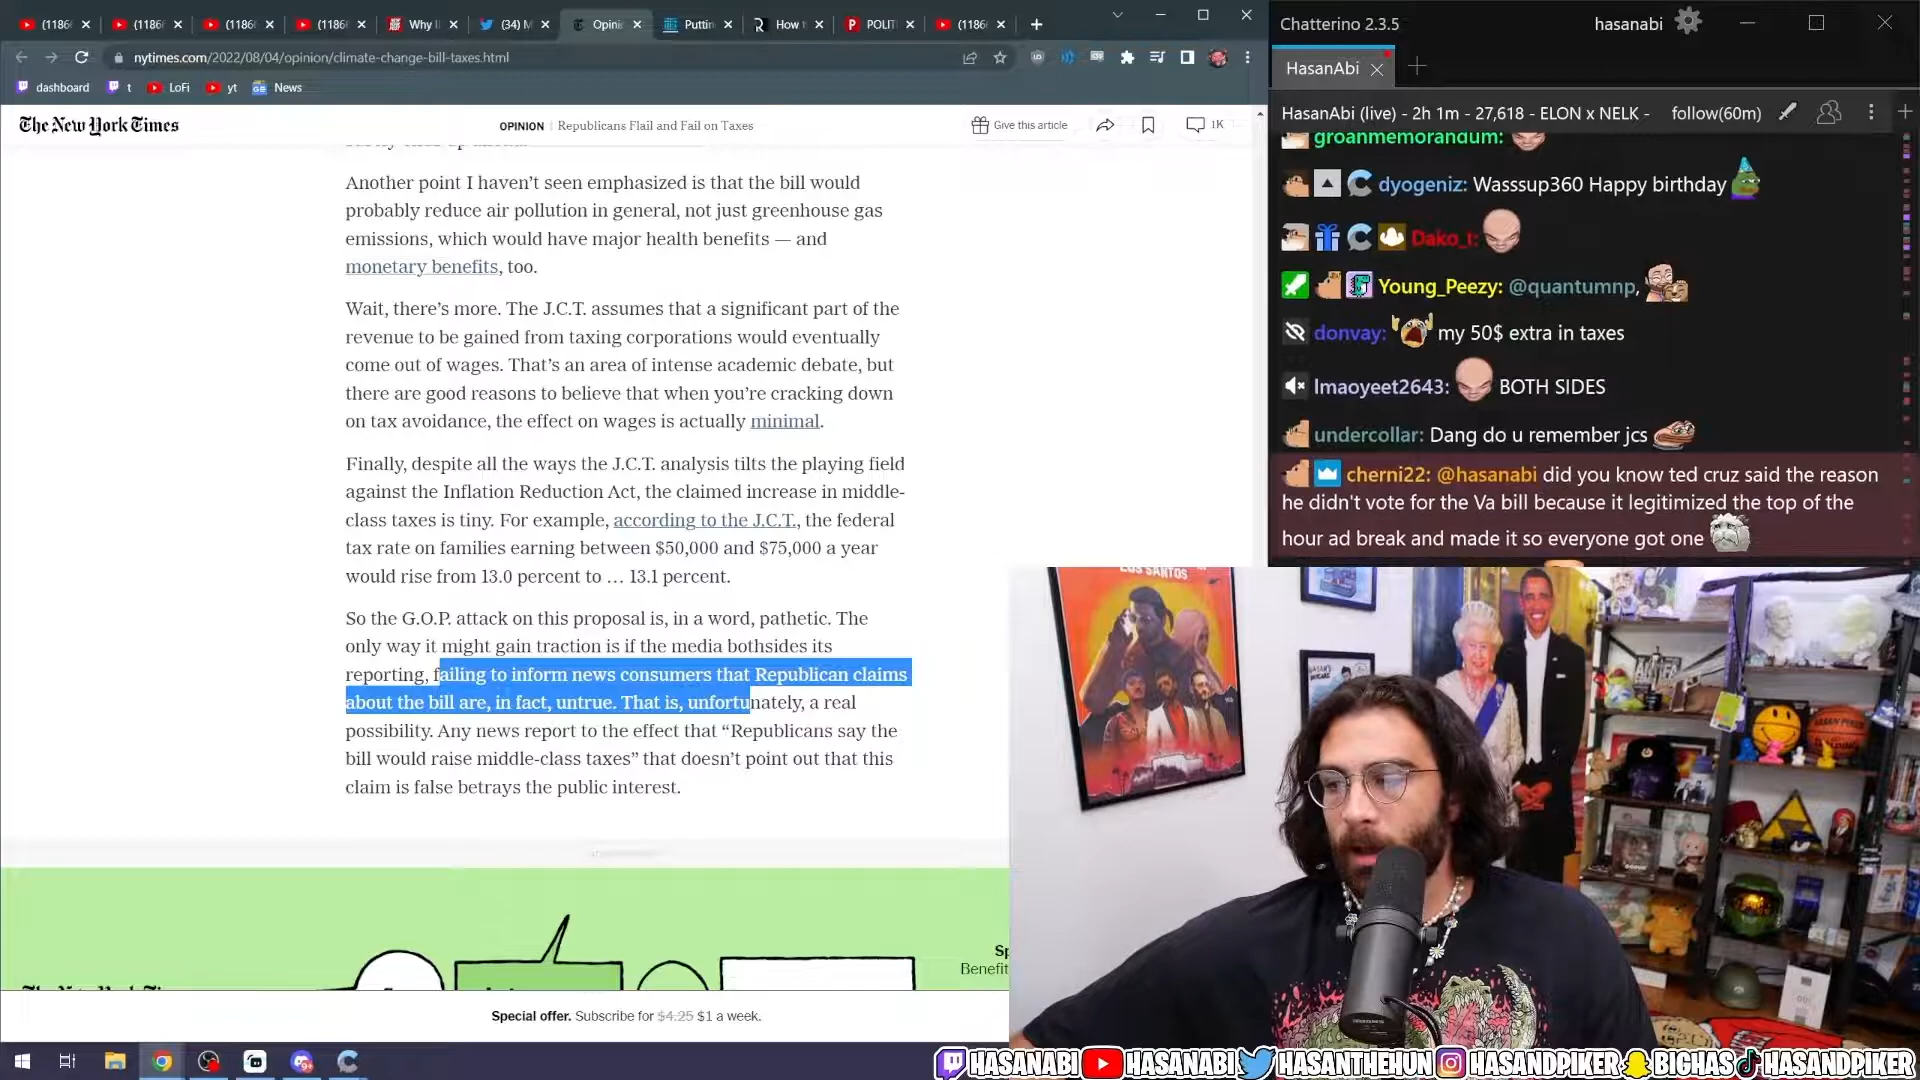 (1186
(1186
(1186
(1186
Why I
(34) M
Opini
Puttin
How t
POLIT
(1186
nytimes.com/2022/08/04/opinion/climate-change-bill-taxes.html
dashboard
t
LoFi
yt
News
The New York Times
OPINION
Republicans Flail and Fail on Taxes
Give this article
1K
Another point I haven’t seen emphasized is that the bill would
probably reduce air pollution in general, not just greenhouse gas
emissions, which would have major health benefits — and
monetary benefits, too.
Wait, there’s more. The J.C.T. assumes that a significant part of the
revenue to be gained from taxing corporations would eventually
come out of wages. That’s an area of intense academic debate, but
there are good reasons to believe that when you’re cracking down
on tax avoidance, the effect on wages is actually minimal.
Finally, despite all the ways the J.C.T. analysis tilts the playing field
against the Inflation Reduction Act, the claimed increase in middle-
class taxes is tiny. For example, according to the J.C.T., the federal
tax rate on families earning between $50,000 and $75,000 a year
would rise from 13.0 percent to … 13.1 percent.
So the G.O.P. attack on this proposal is, in a word, pathetic. The
only way it might gain traction is if the media bothsides its
reporting, failing to inform news consumers that Republican claims
about the bill are, in fact, untrue. That is, unfortunately, a real
possibility. Any news report to the effect that “Republicans say the
bill would raise middle-class taxes” that doesn’t point out that this
claim is false betrays the public interest.
Special offer. Subscribe for $4.25 $1 a week.
Benefit
Chatterino 2.3.5
hasanabi
HasanAbi
HasanAbi (live) - 2h 1m - 27,618 - ELON x NELK -
follow(60m)
groanmemorandum:
dyogeniz: Wasssup360 Happy birthday
Dako_t:
Young_Peezy: @quantumnp,
donvay: my 50$ extra in taxes
lmaoyeet2643: BOTH SIDES
undercollar: Dang do u remember jcs
cherni22: @hasanabi did you know ted cruz said the reason
he didn't vote for the Va bill because it legitimized the top of the
hour ad break and made it so everyone got one
LOS SANTOS
HASANABI
HASANABI
HASANTHEHUN
HASANDPIKER
BIGHAS
HASANDPIKER